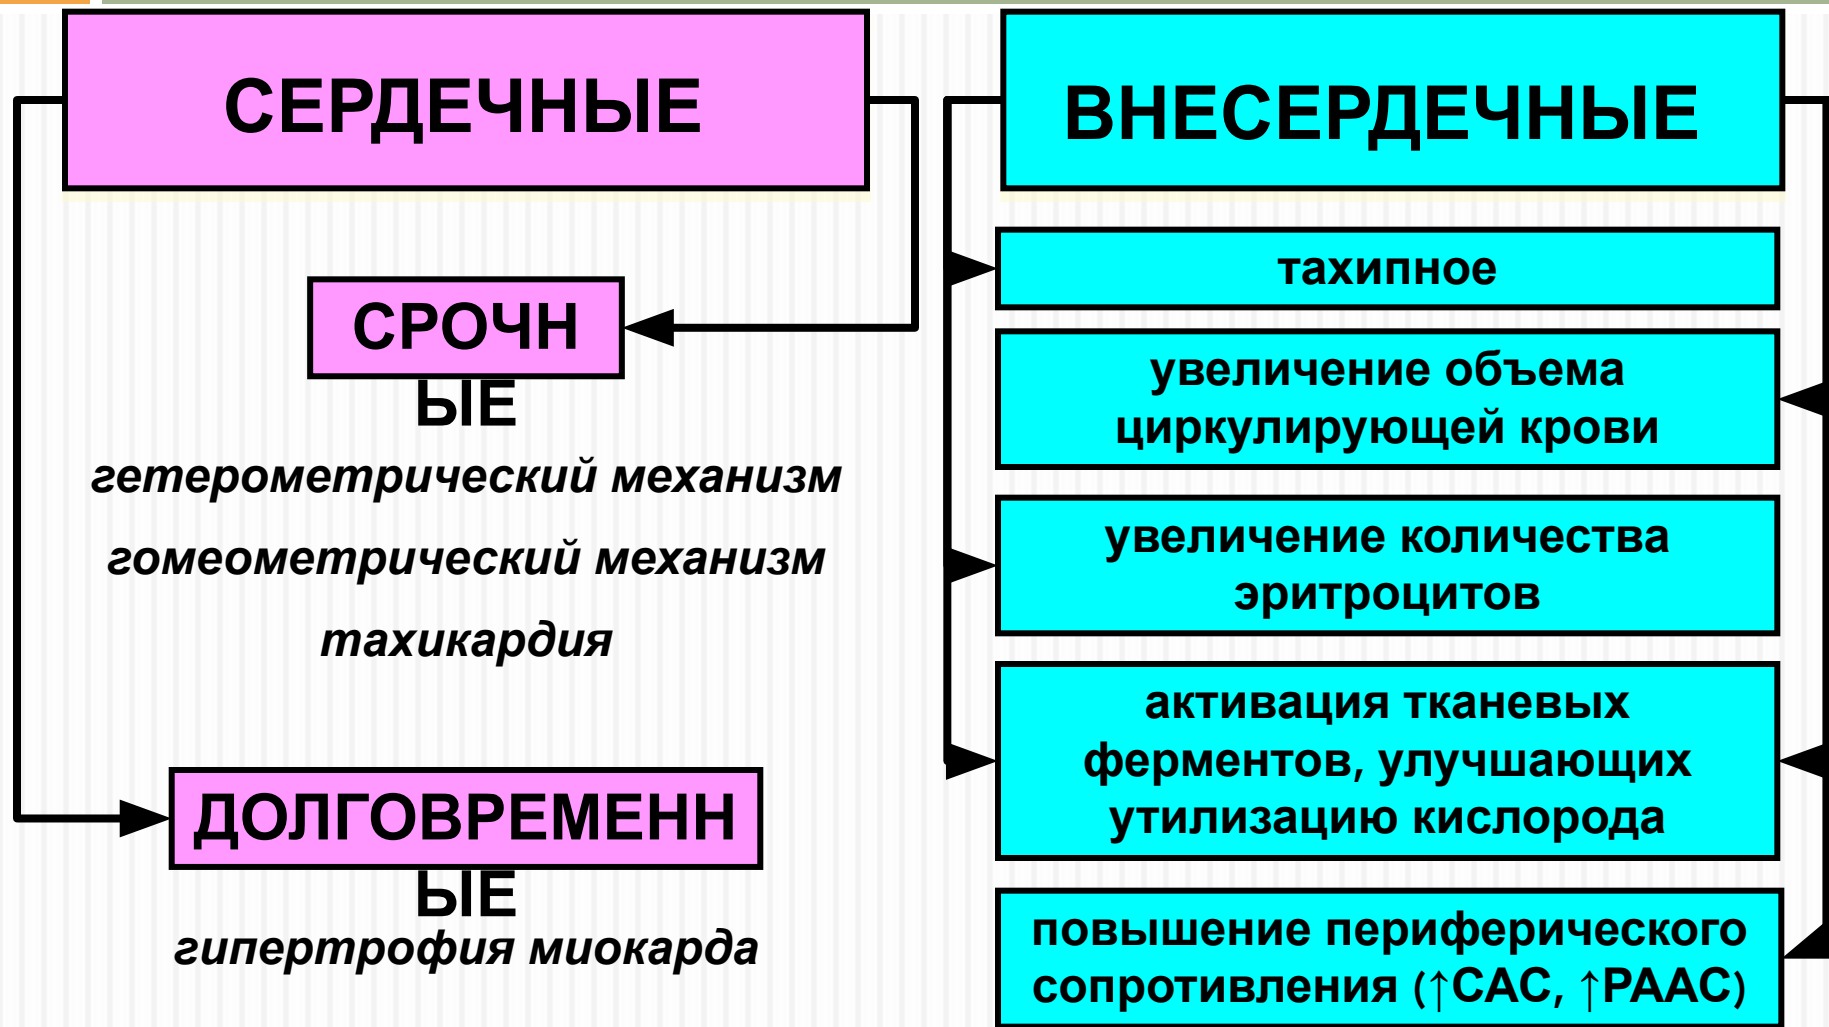 СЕРДЕЧНЫЕ
СРОЧН
ЫЕ
гетерометрический механизм
гомеометрический механизм
тахикардия
ДОЛГОВРЕМЕНН
ЫЕ
гипертрофия миокарда
ВНЕСЕРДЕЧНЫЕ
тахипное
увеличение объема
циркулирующей крови
увеличение количества
эритроцитов
активация тканевых
ферментов, улучшающих
утилизацию кислорода
повышение периферического
сопротивления (↑САС, ↑РААС)